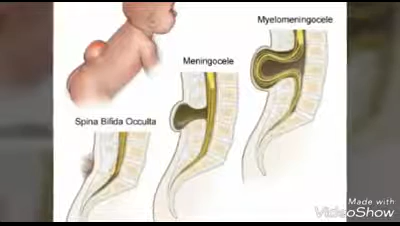 Myelomeningocele
Meningocele
Spina Bifida Occulta
Made with
VideoShow